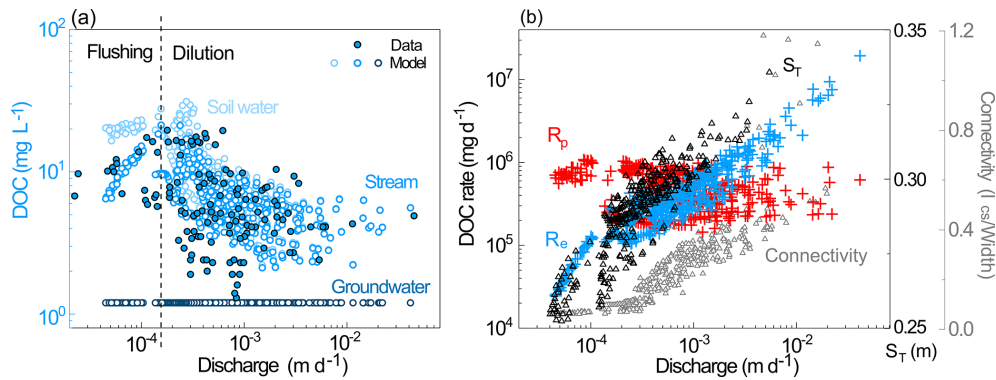 (a)
Flushing Dilution
Data
Model
Soil water
Stream
Groundwater
DOC (mg L⁻¹)
10²
10¹
10⁰
10⁻⁴ 10⁻³ 10⁻²
Discharge (m d⁻¹)
(b)
S_T
R_p
R_e
Connectivity
DOC rate (mg d⁻¹)
10⁷
10⁶
10⁵
10⁴
10⁻⁴ 10⁻³ 10⁻²
Discharge (m d⁻¹)
0.35
0.30
0.25
S_T (m)
1.2
0.8
0.4
0.0
Connectivity (I cs/Width)